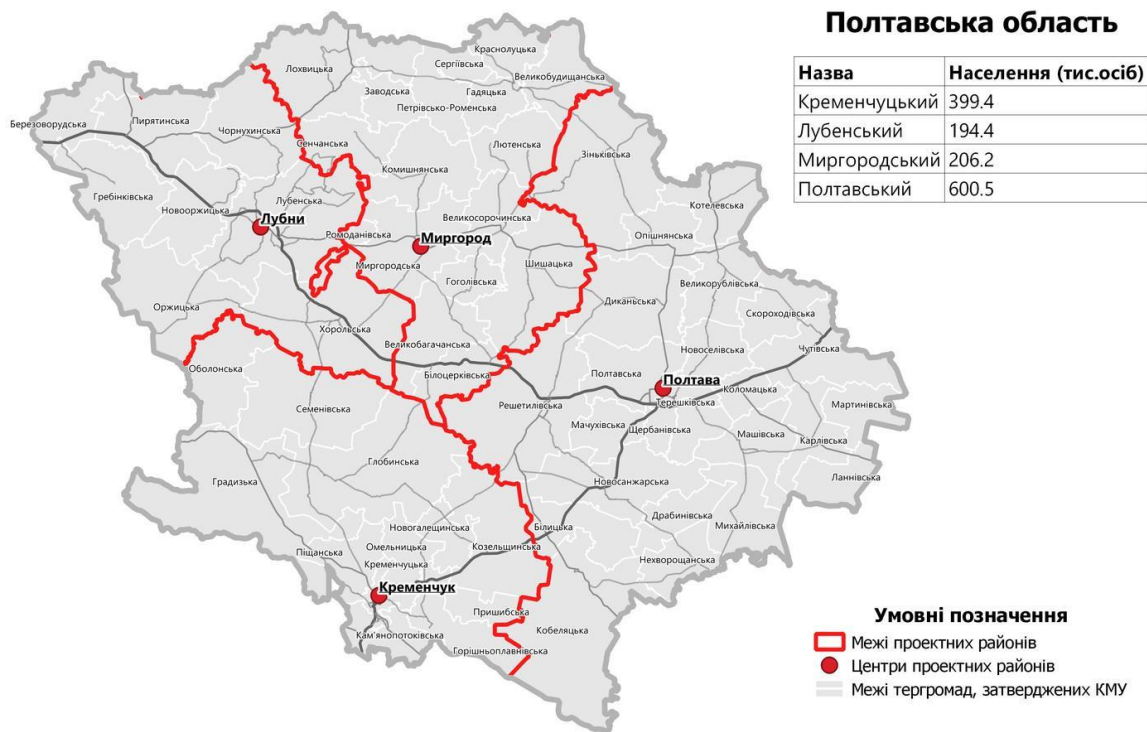 Полтавська область
Назва Населення (тис.осіб)
Кременчуцький 399.4
Лубенський 194.4
Миргородський 206.2
Полтавський 600.5
Краснолуцька
Сергіївська
Лохвицька
Великобудищанська
Заводська
Гадяцька
Петрівсько-Роменська
Березоворудська
Пирятинська
Чорнухинська
Сенчанська
Лютенська
Зіньківська
Комишнянська
Гребінківська
Лубенська
Новооржицька
Лубни
Великосорочинська
Котелевська
Ромоданівська
Миргород
Опішнянська
Миргородська
Шишацька
Гоголівська
Великорублівська
Оржицька
Диканьська
Скороходівська
Хорольська
Великобагачанська
Новоселівська
Чутівська
Оболонська
Білоцерківська
Полтавська
Полтава
Коломацька
Семенівська
Решетилівська
Терешківська
Мартинівська
Мачухівська
Щербанівська
Машівська
Карлівська
Глобинська
Градизька
Новосанжарська
Ланнівська
Драбинівська
Новогалещинська
Білицька
Михайлівська
Піщанська
Омельницька
Козельщинська
Кременчуцька
Нехворощанська
Кременчук
Пришибська
Кам'янопотоківська
Кобеляцька
Горішньоплавнівська
Умовні позначення
Межі проектних районів
Центри проектних районів
Межі тергромад, затверджених КМУ